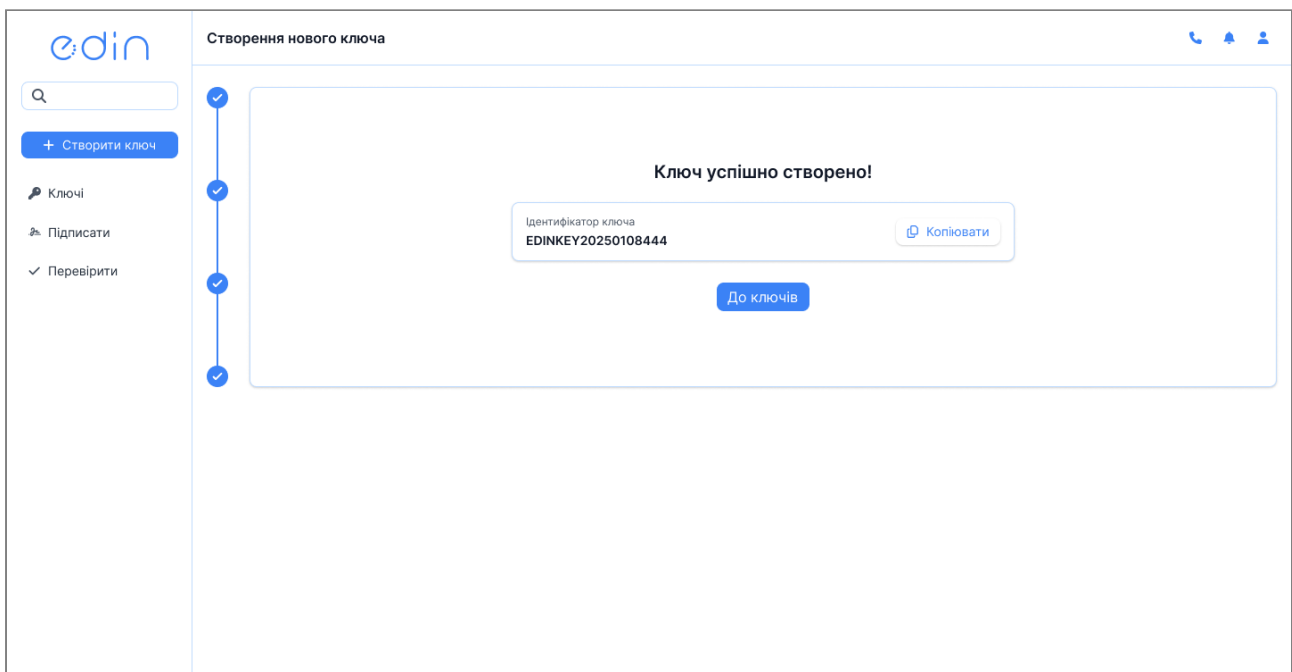 edin
Створення нового ключа
+ Створити ключ
Ключі
Підписати
Перевірити
Ключ успішно створено!
Ідентифікатор ключа
EDINKEY20250108444
Копіювати
До ключів